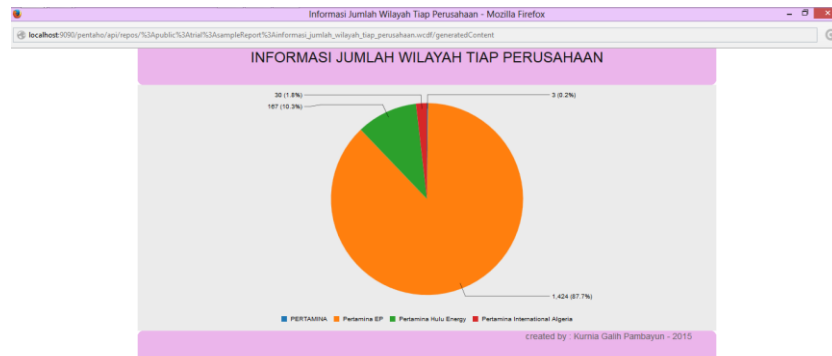 Informasi Jumlah Wilayah Tiap Perusahaan - Mozilla Firefox
localhost:9090/pentaho/api/repos/%3Apublic%3Atrial%3AsampleReport%3Ainformasi_jumlah_wilayah_tiap_perusahaan.wcdf/generatedContent
INFORMASI JUMLAH WILAYAH TIAP PERUSAHAAN
30 (1.8%)
3 (0.2%)
167 (10.3%)
1,424 (87.7%)
PERTAMINA Pertamina EP Pertamina Hulu Energy Pertamina International Algeria
created by : Kurnia Galih Pambayun - 2015